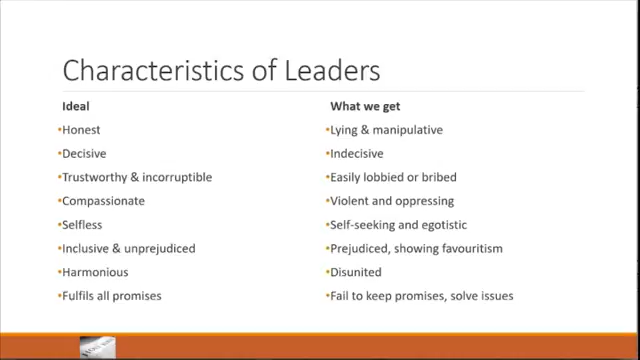 Characteristics of Leaders
Ideal
•Honest
•Decisive
•Trustworthy & incorruptible
•Compassionate
•Selfless
•Inclusive & unprejudiced
•Harmonious
•Fulfils all promises
What we get
•Lying & manipulative
•Indecisive
•Easily lobbied or bribed
•Violent and oppressing
•Self-seeking and egotistic
•Prejudiced, showing favouritism
•Disunited
•Fail to keep promises, solve issues